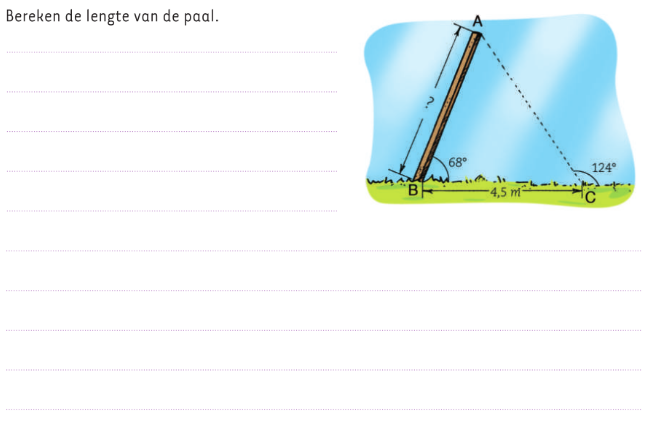 Bereken de lengte van de paal.
A
?
68°
124°
B
4,5 m
C